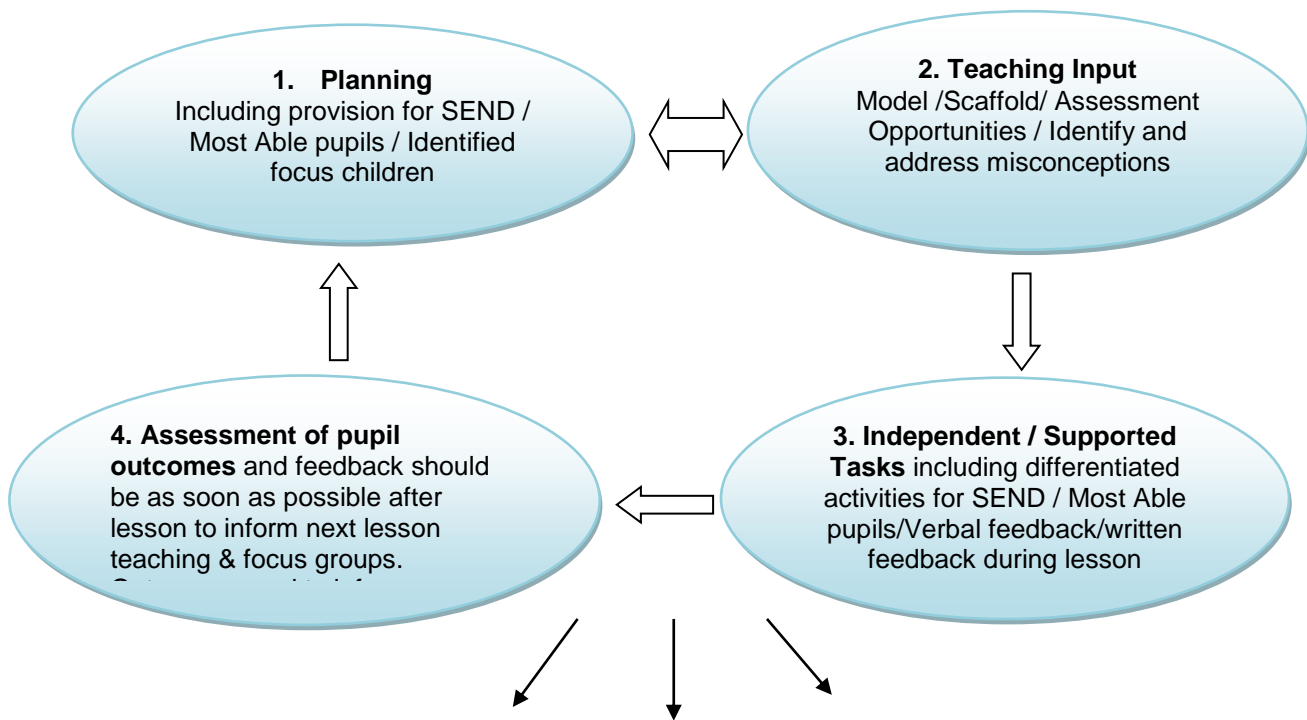 1. Planning
Including provision for SEND /
Most Able pupils / Identified
focus children
2. Teaching Input
Model /Scaffold/ Assessment
Opportunities / Identify and
address misconceptions
3. Independent / Supported
Tasks including differentiated
activities for SEND / Most Able
pupils/Verbal feedback/written
feedback during lesson
4. Assessment of pupil
outcomes and feedback should
be as soon as possible after
lesson to inform next lesson
teaching & focus groups.